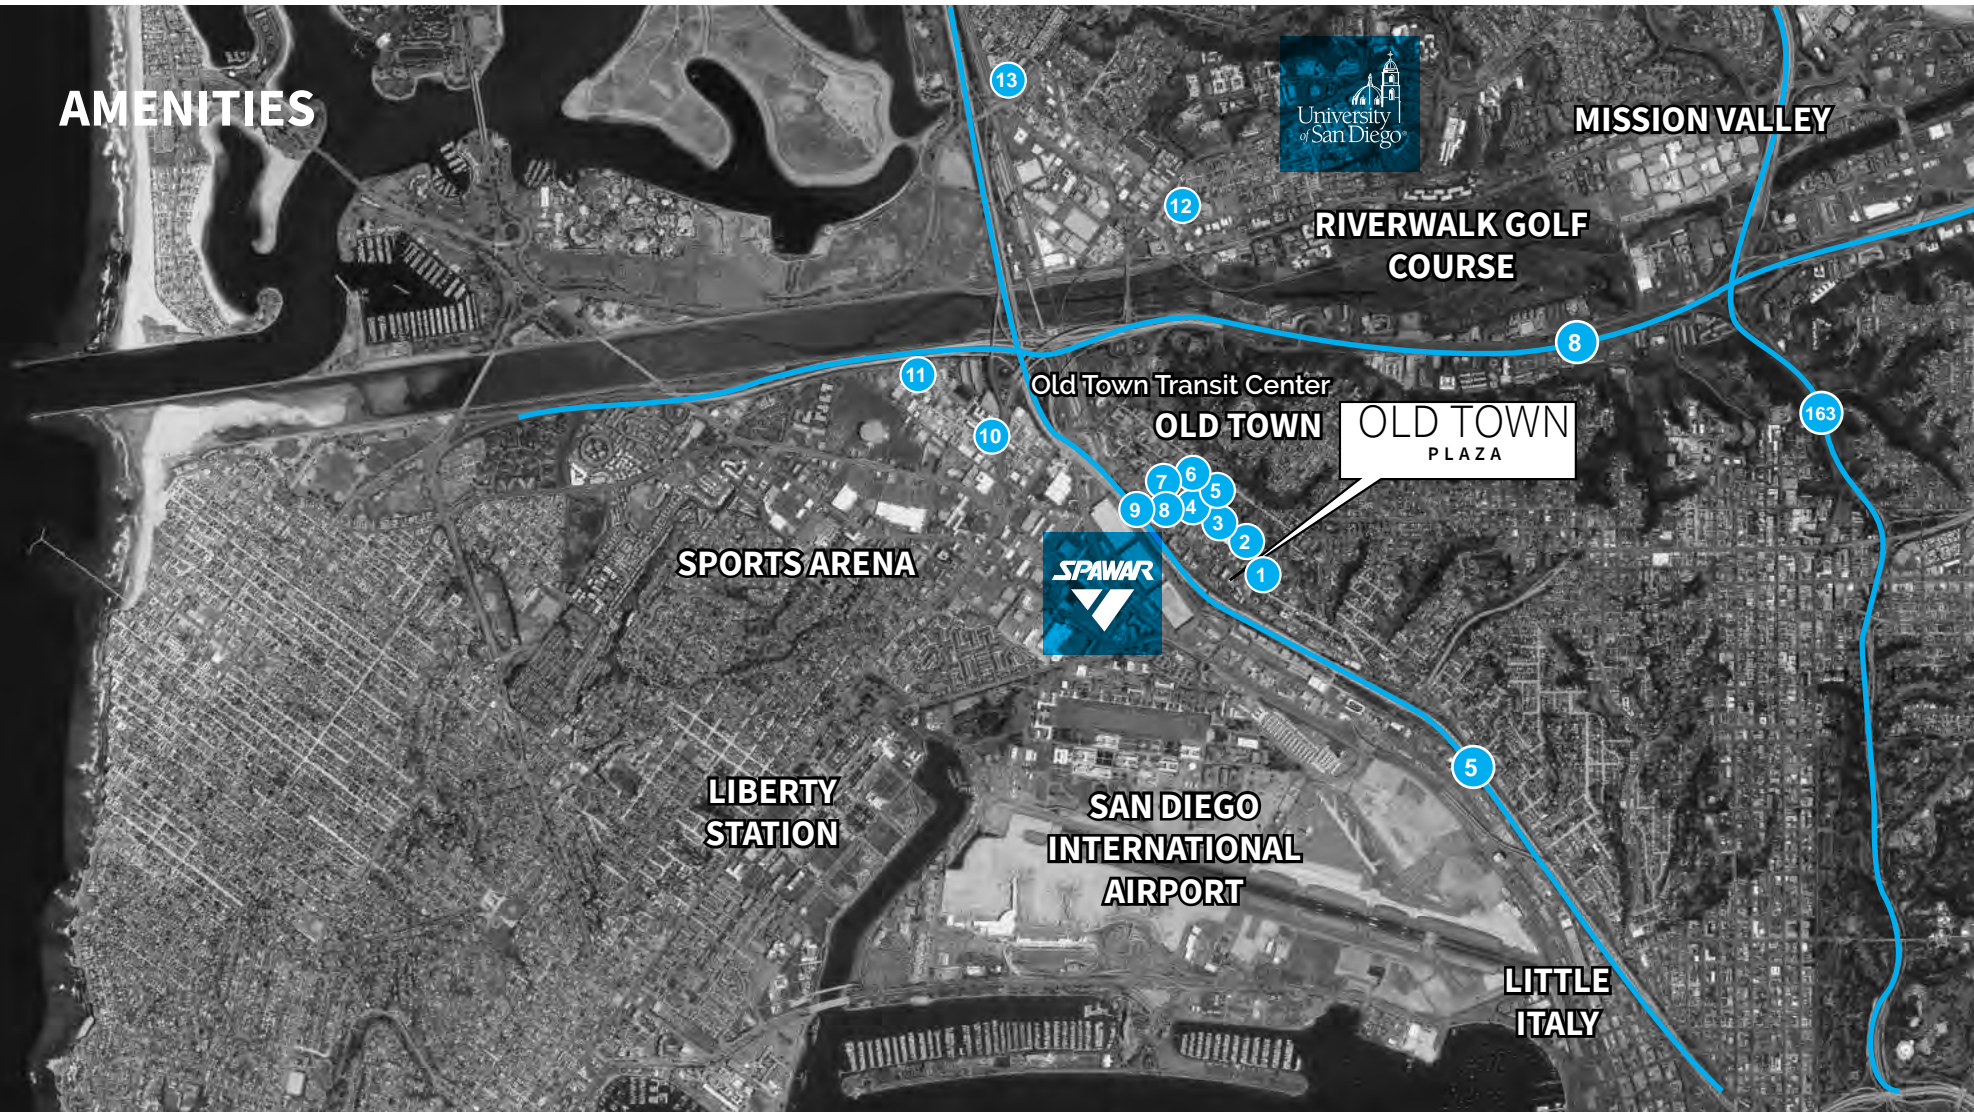 AMENITIES
13
University
of San Diego®
MISSION VALLEY
12
RIVERWALK GOLF
COURSE
8
11
Old Town Transit Center
OLD TOWN
OLD TOWN
PLAZA
163
10
7
6
5
9
8
4
3
2
1
SPORTS ARENA
SPAWAR
5
LIBERTY
STATION
SAN DIEGO
INTERNATIONAL
AIRPORT
LITTLE
ITALY